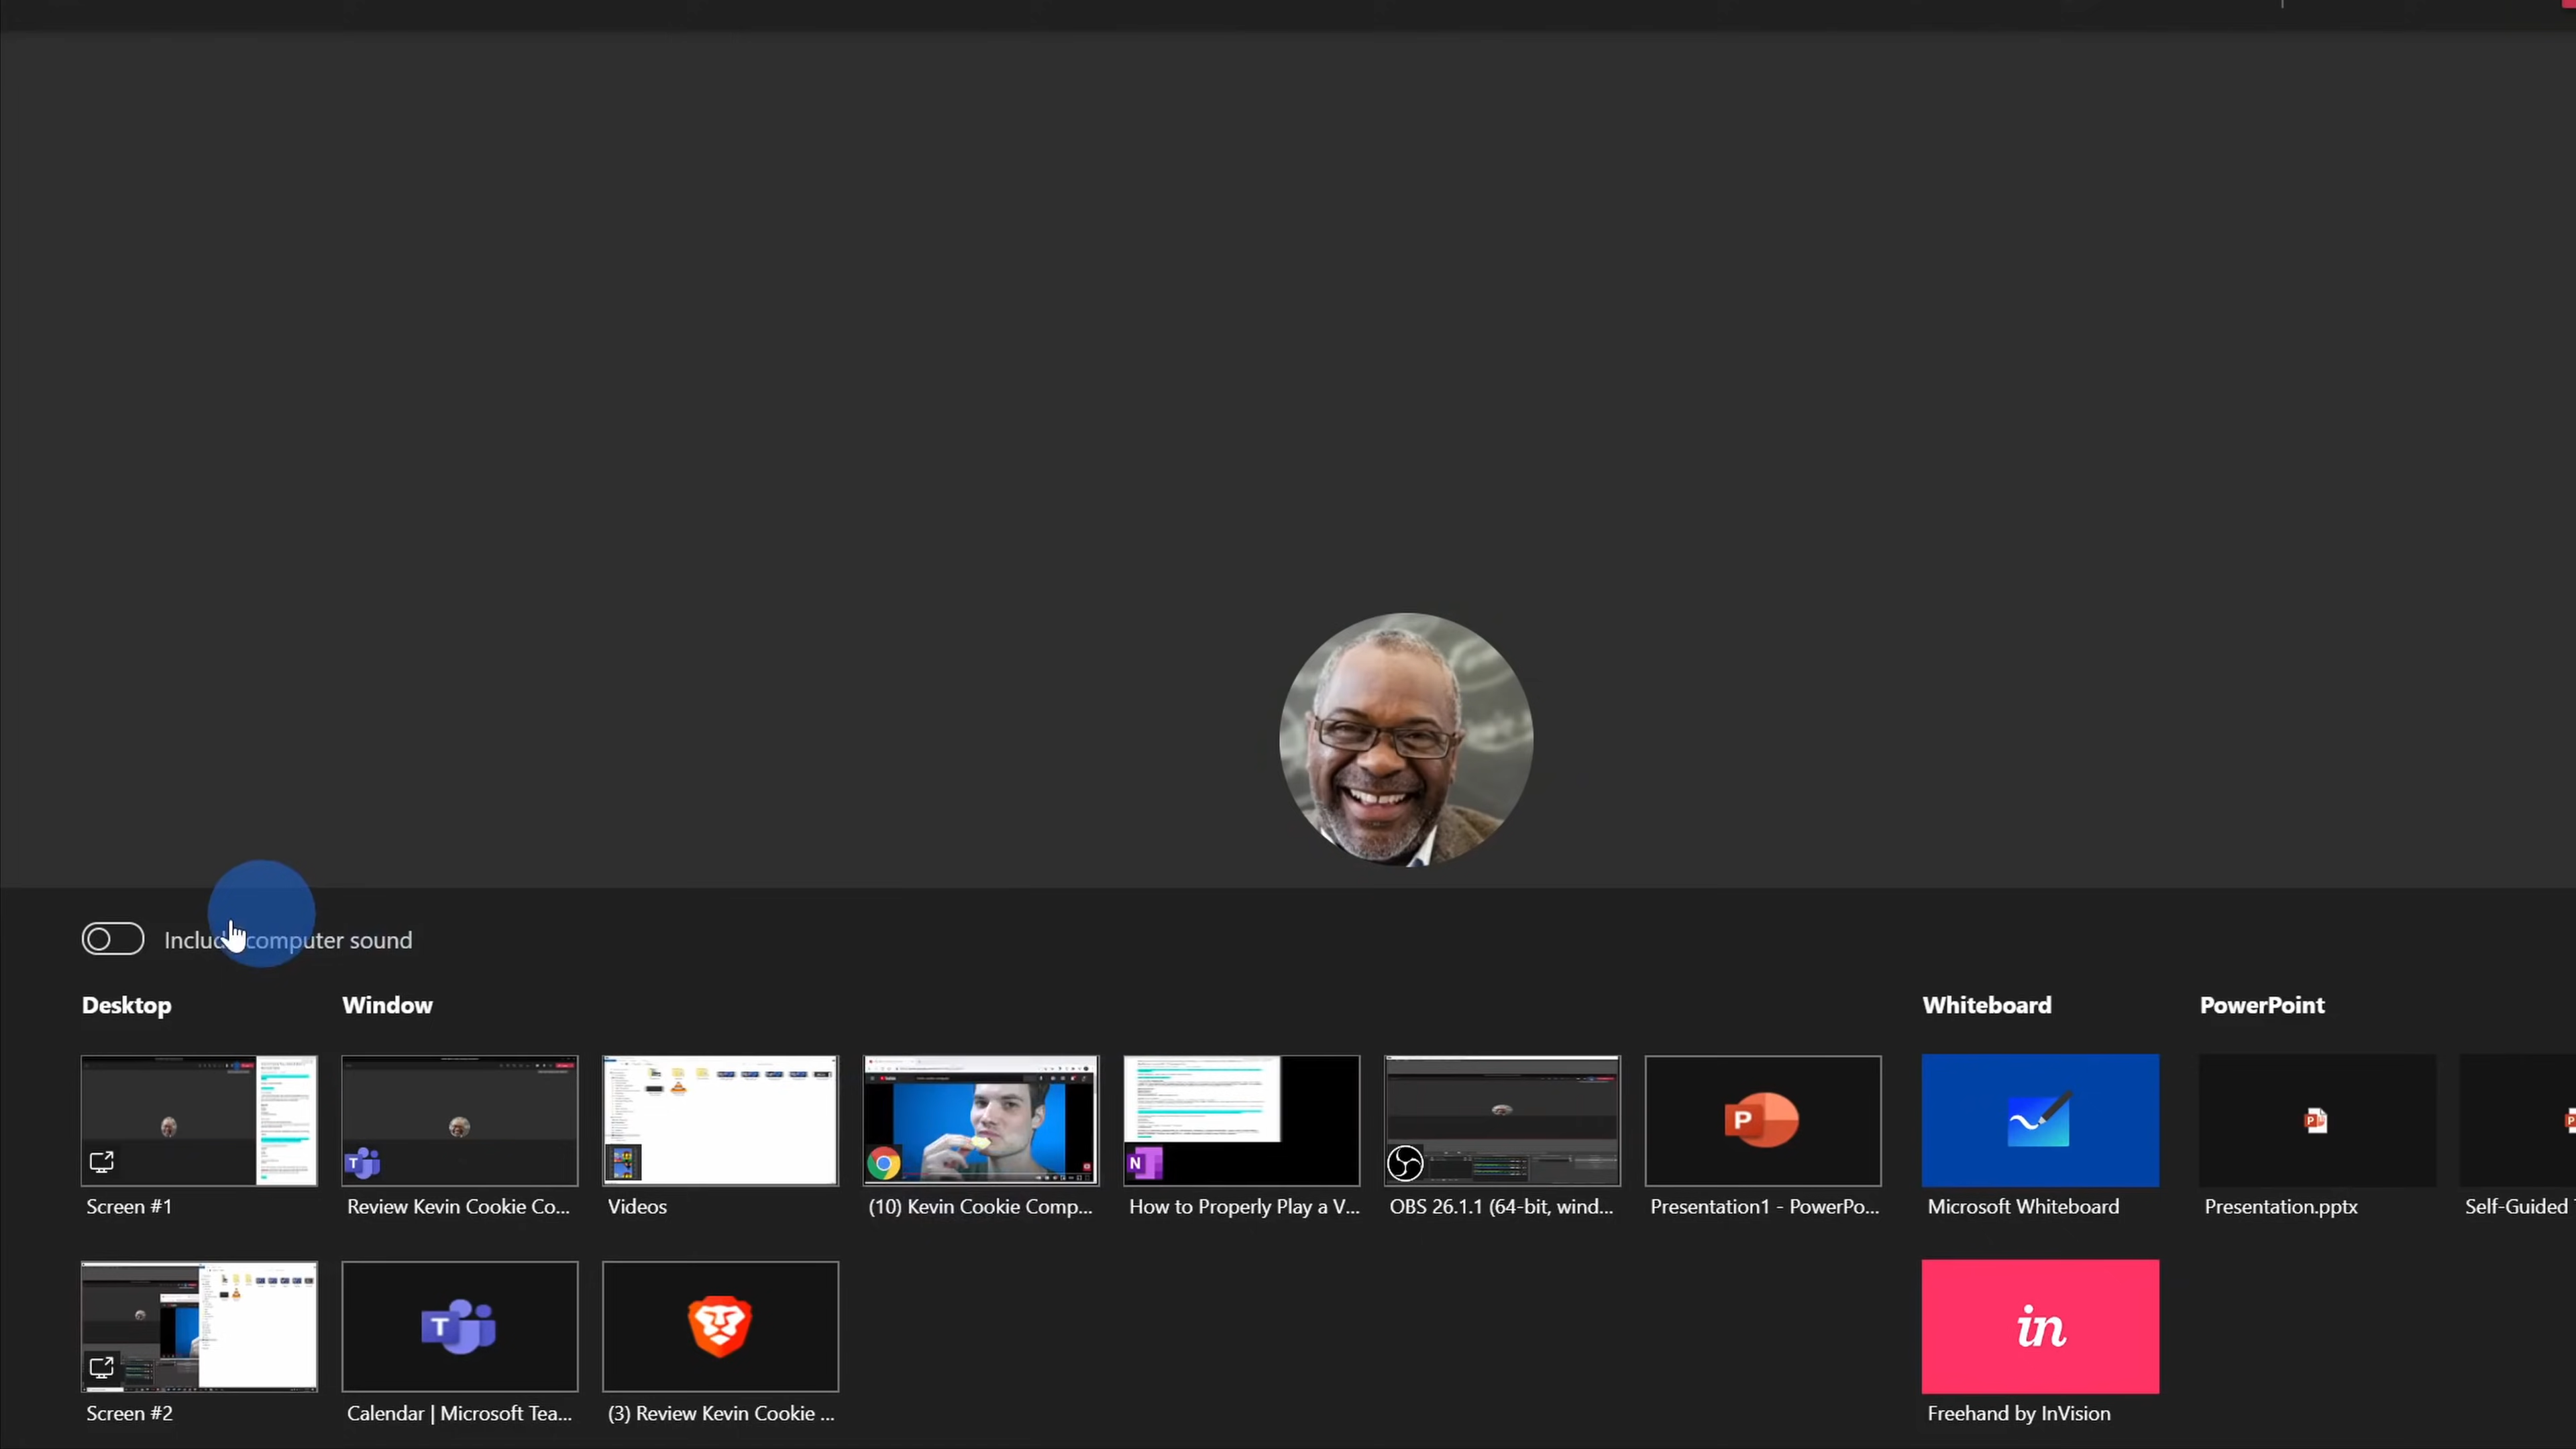 Include computer sound
Desktop
Window
Whiteboard
PowerPoint
Screen #1
Review Kevin Cookie Co...
Videos
(10) Kevin Cookie Comp...
N
How to Properly Play a V...
OBS 26.1.1 (64-bit, wind...
P
Presentation1 - PowerPo...
Microsoft Whiteboard
P
Presentation.pptx
Self-Guided
Screen #2
T
Calendar | Microsoft Tea...
(3) Review Kevin Cookie ...
in
Freehand by InVision